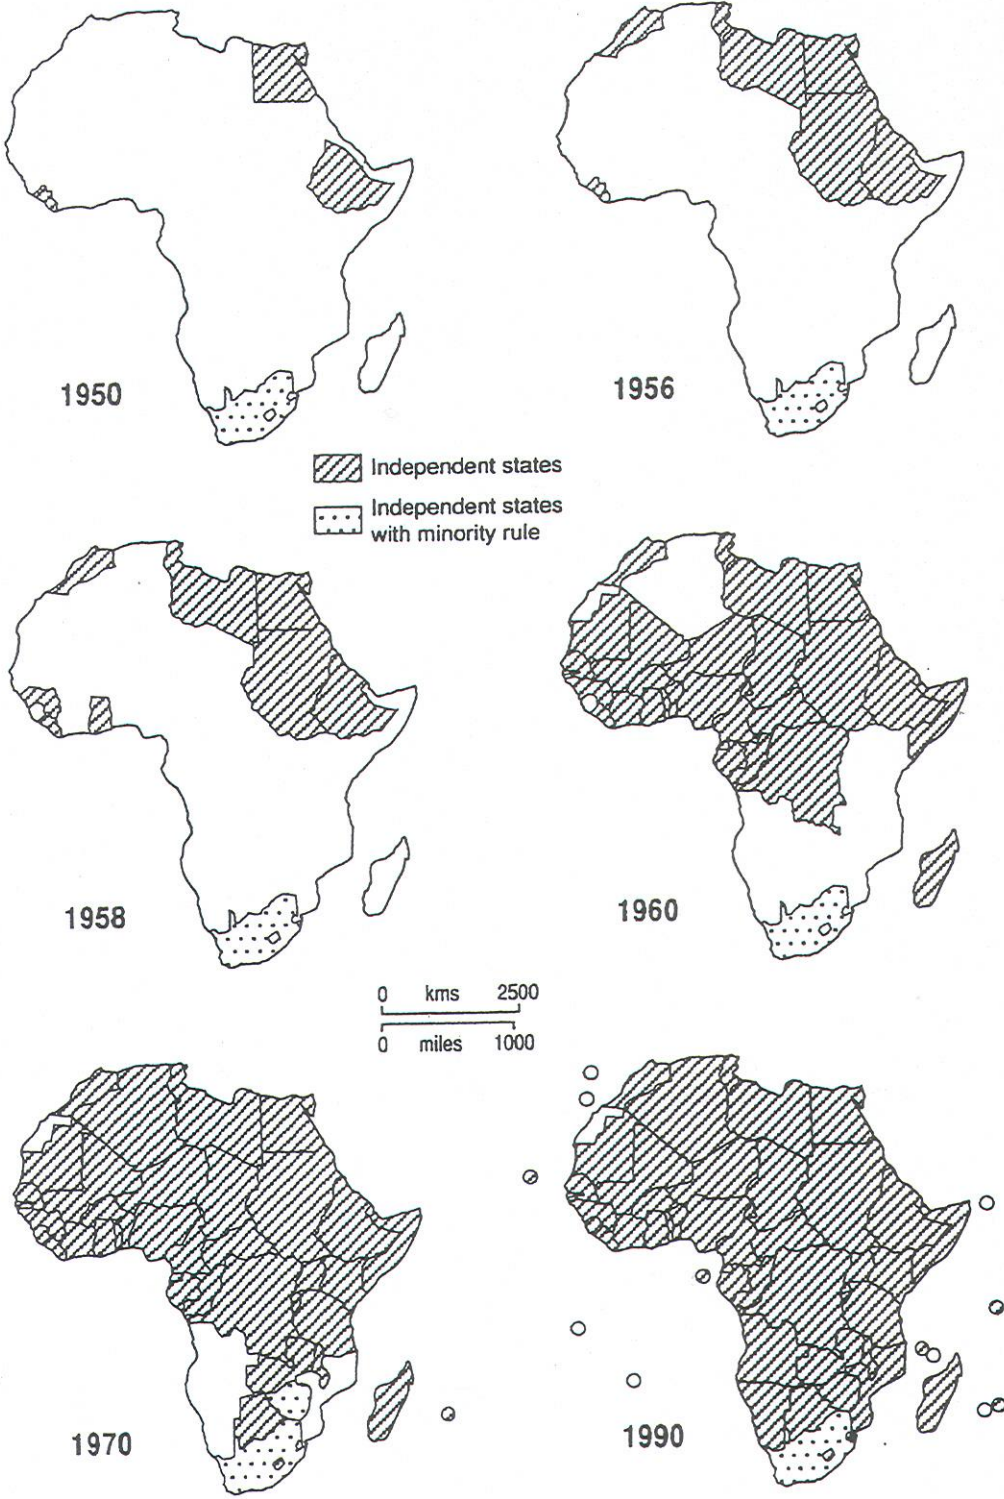 1950
1956
Independent states
Independent states
with minority rule
1958
1960
0 kms 2500
0 miles 1000
1970
1990